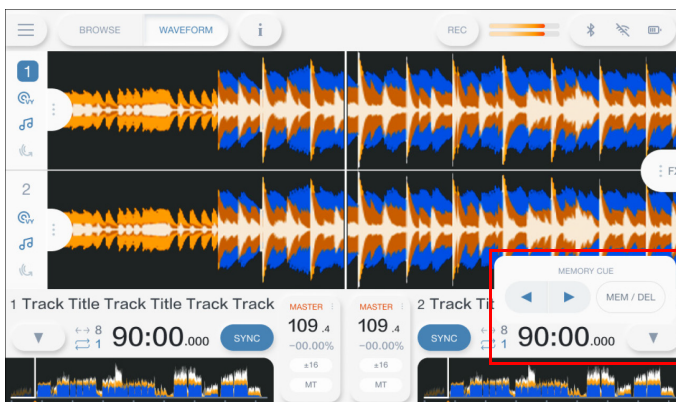 BROWSE WAVEFORM i REC
1
2
FX
MEMORY CUE
MEM / DEL
1 Track Title Track Title Track Track MASTER MASTER 2 Track Tit
8 90:00.000 SYNC 109.4 109.4 SYNC 8 90:00.000
1 -00.00% -00.00% 1
±16 ±16
MT MT